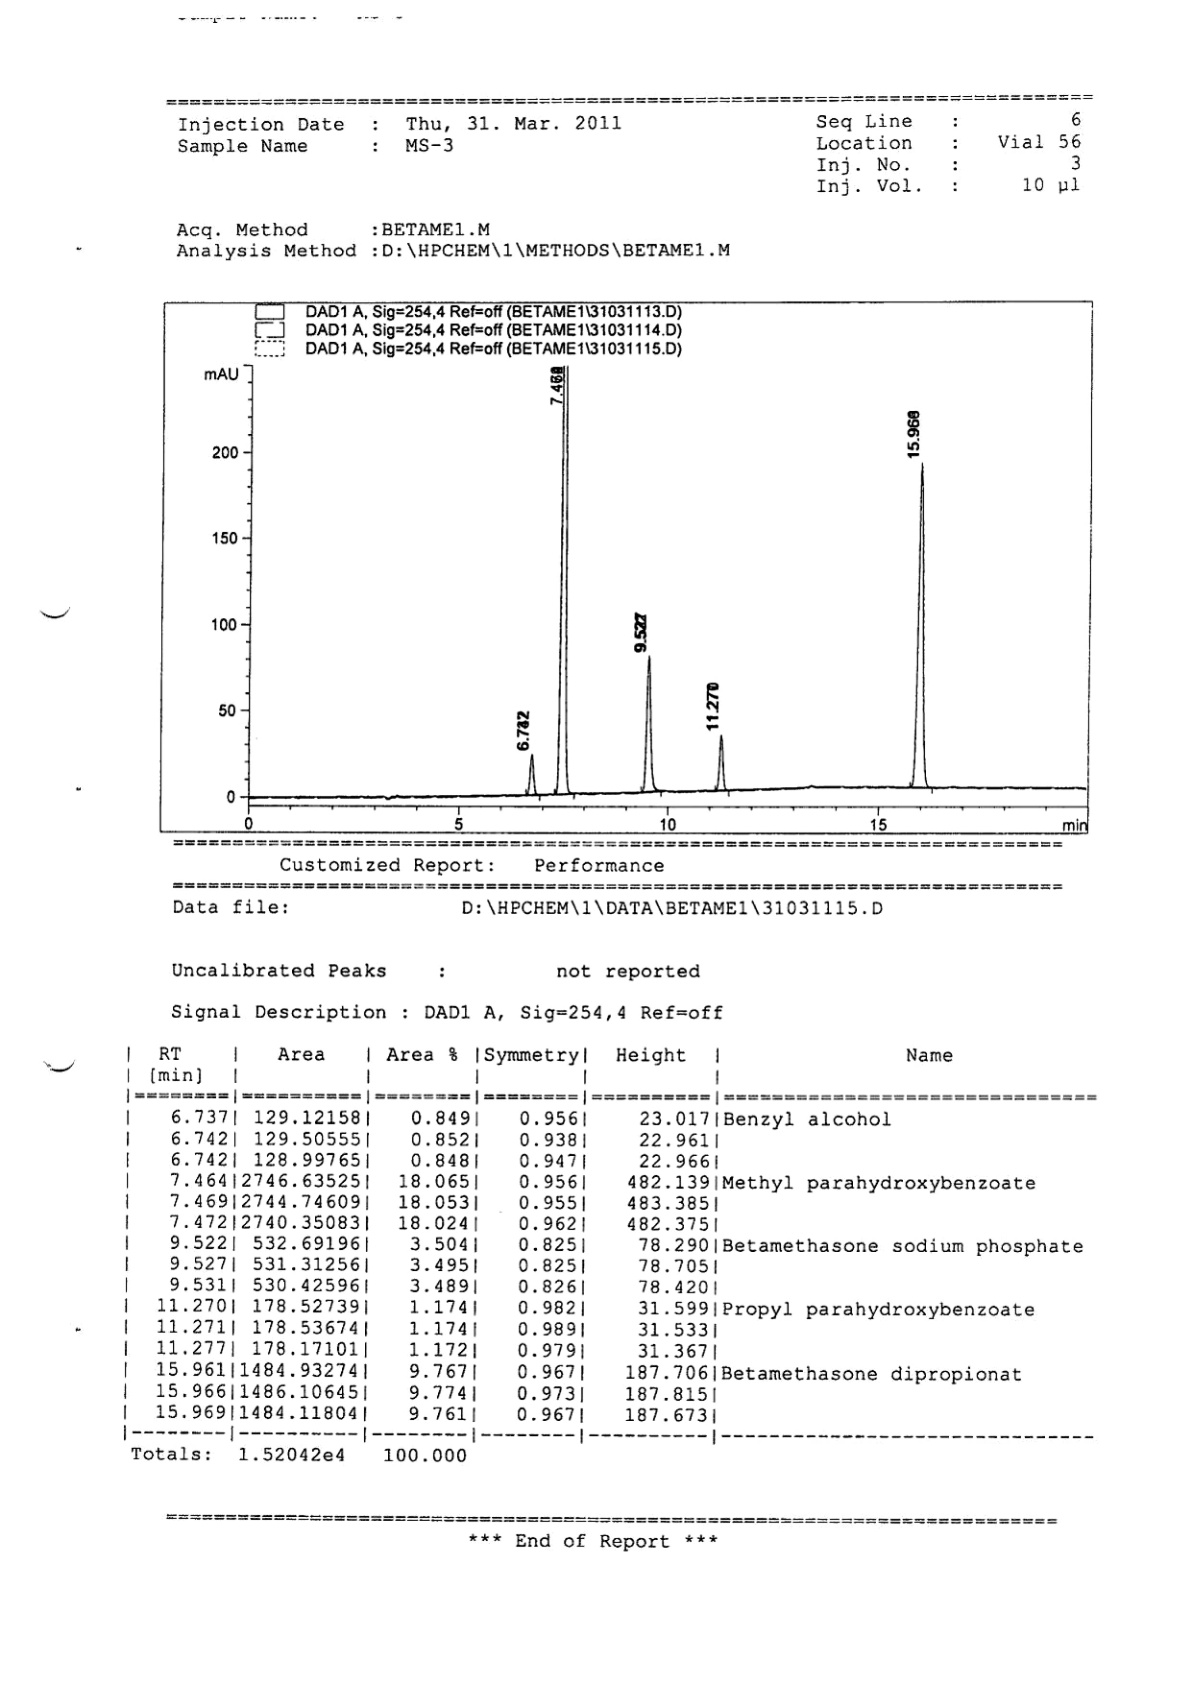 ================================================================
Injection Date : Thu, 31. Mar. 2011 Seq Line : 6
Sample Name : MS-3 Location : Vial 56
Inj. No. : 3
Inj. Vol. : 10 µl
Acq. Method :BETAME1.M
Analysis Method :D:\HPCHEM\1\METHODS\BETAME1.M
DAD1 A, Sig=254,4 Ref=off (BETAME1\31031113.D)
DAD1 A, Sig=254,4 Ref=off (BETAME1\31031114.D)
DAD1 A, Sig=254,4 Ref=off (BETAME1\31031115.D)
mAU
200
150
100
50
0
0 5 10 15 min
================================================================
Customized Report: Performance
================================================================
Data file: D:\HPCHEM\1\DATA\BETAME1\31031115.D
Uncalibrated Peaks : not reported
Signal Description : DAD1 A, Sig=254,4 Ref=off
| RT | Area | Area % |Symmetry| Height | Name
| [min] | | | | |
|========|==========|========|========|==========|===============================
| 6.737| 129.12158| 0.849| 0.956| 23.017|Benzyl alcohol
| 6.742| 129.50555| 0.852| 0.938| 22.961|
| 6.742| 128.99765| 0.848| 0.947| 22.966|
| 7.464|2746.63525| 18.065| 0.956| 482.139|Methyl parahydroxybenzoate
| 7.469|2744.74609| 18.053| 0.955| 483.385|
| 7.472|2740.35083| 18.024| 0.962| 482.375|
| 9.522| 532.69196| 3.504| 0.825| 78.290|Betamethasone sodium phosphate
| 9.527| 531.31256| 3.495| 0.825| 78.705|
| 9.531| 530.42596| 3.489| 0.826| 78.420|
| 11.270| 178.52739| 1.174| 0.982| 31.599|Propyl parahydroxybenzoate
| 11.271| 178.53674| 1.174| 0.989| 31.533|
| 11.277| 178.17101| 1.172| 0.979| 31.367|
| 15.961|1484.93274| 9.767| 0.967| 187.706|Betamethasone dipropionat
| 15.966|1486.10645| 9.774| 0.973| 187.815|
| 15.969|1484.11804| 9.761| 0.967| 187.673|
|--------|----------|--------|--------|----------|-------------------------------
Totals: 1.52042e4 100.000
================================================================
*** End of Report ***